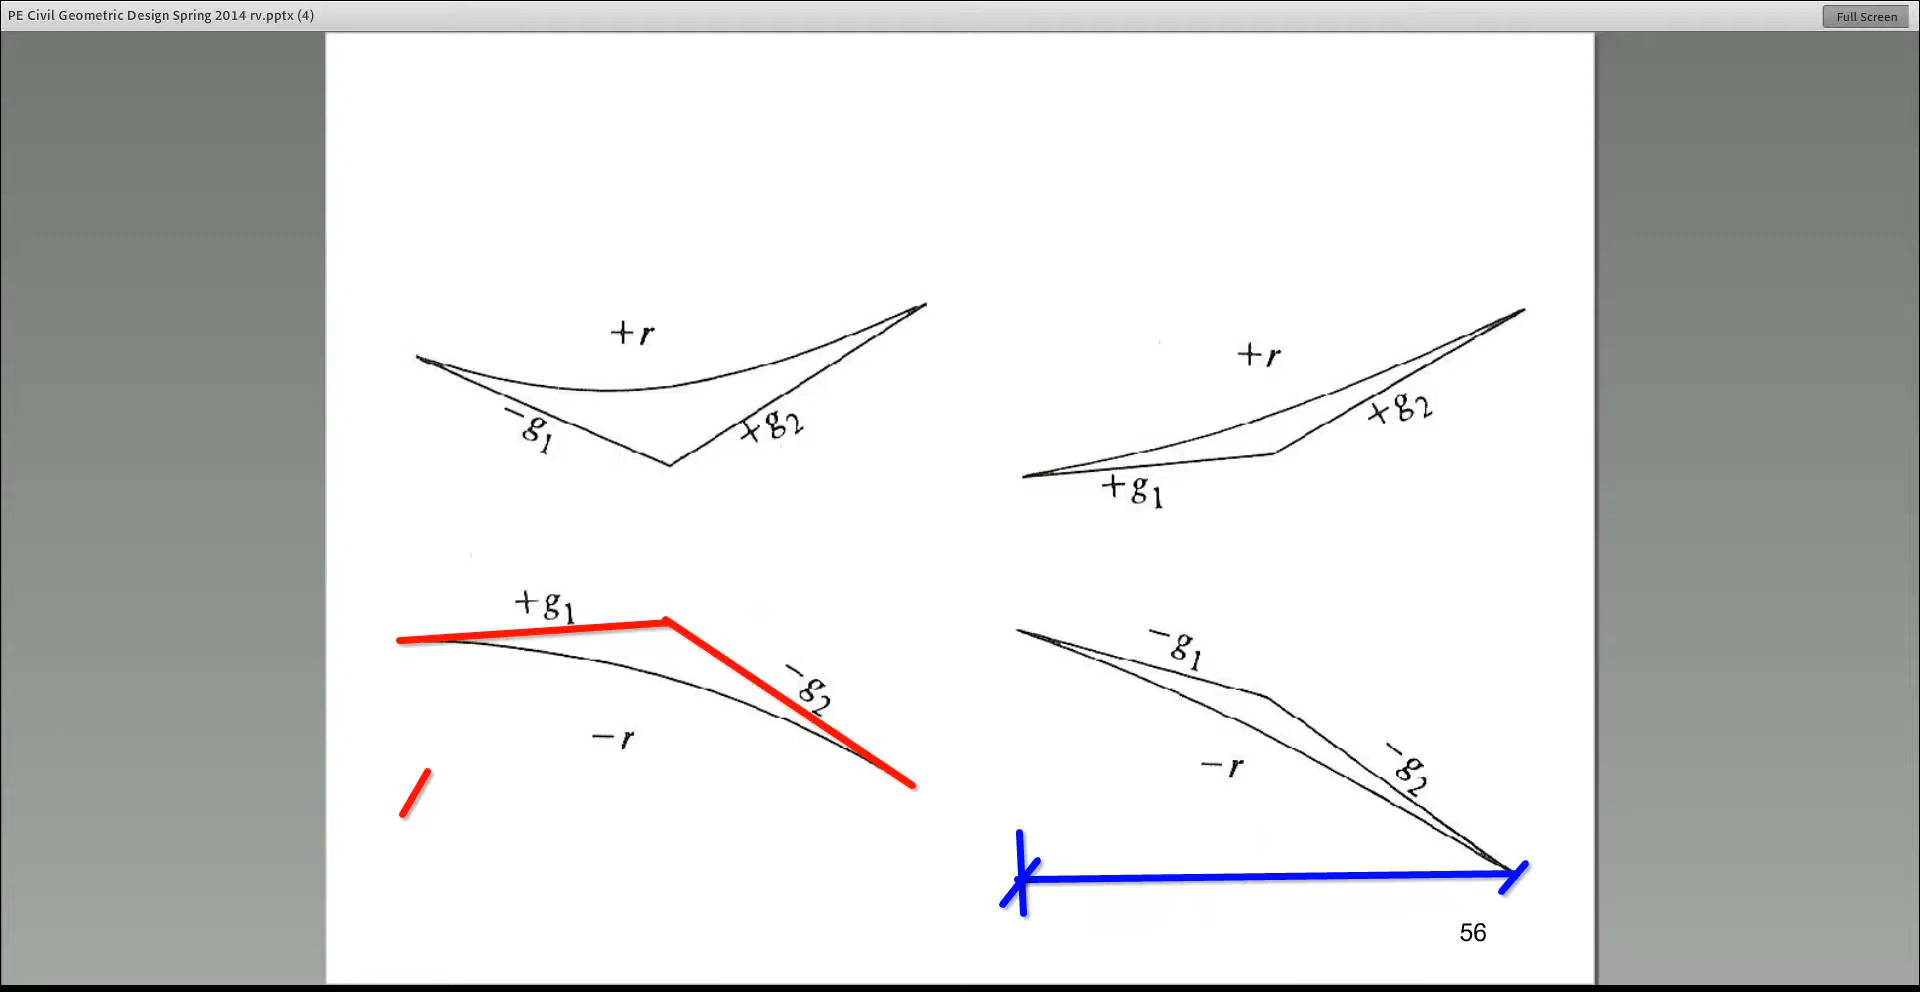 PE Civil Geometric Design Spring 2014 rv.pptx (4)
Full Screen
+r
-g1
+g2
+r
+g1
+g2
+g1
-g2
-r
-g1
-g2
-r
56